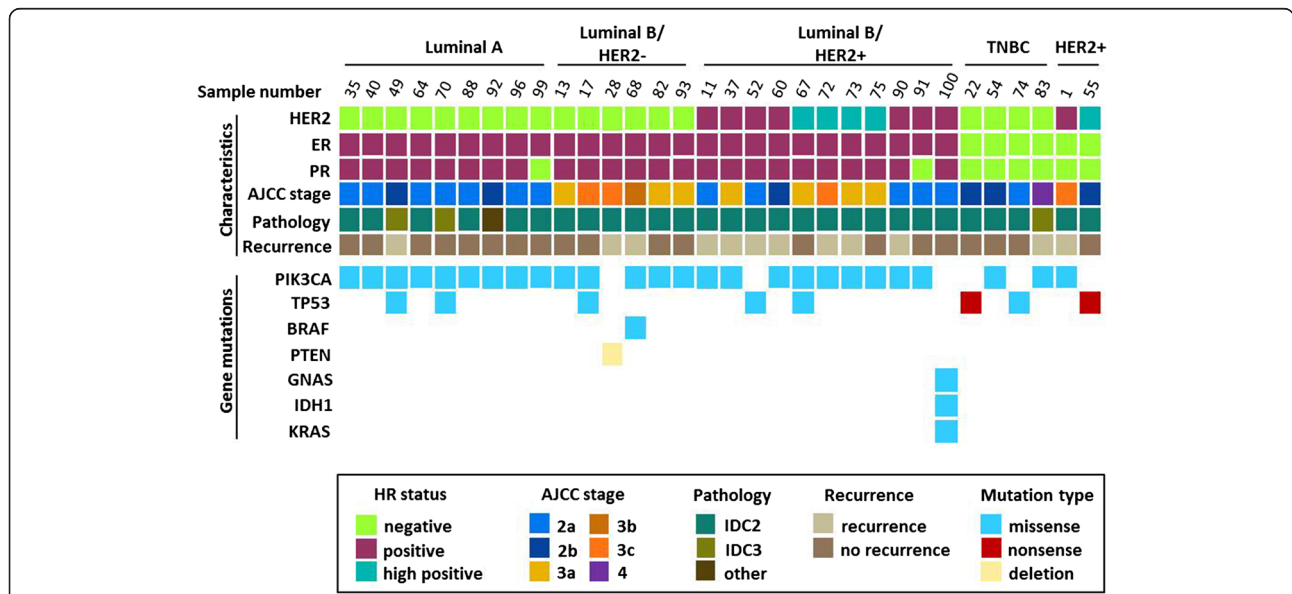 Luminal A
Luminal B/
HER2-
Luminal B/
HER2+
TNBC
HER2+
Sample number
35 40 49 64 70 88 92 96 99 13 17 28 68 82 93 11 37 52 60 67 72 73 75 90 91 100 22 54 74 83 1 55
Characteristics
HER2
ER
PR
AJCC stage
Pathology
Recurrence
Gene mutations
PIK3CA
TP53
BRAF
PTEN
GNAS
IDH1
KRAS
HR status
negative
positive
high positive
AJCC stage
2a
2b
3a
3b
3c
4
Pathology
IDC2
IDC3
other
Recurrence
recurrence
no recurrence
Mutation type
missense
nonsense
deletion